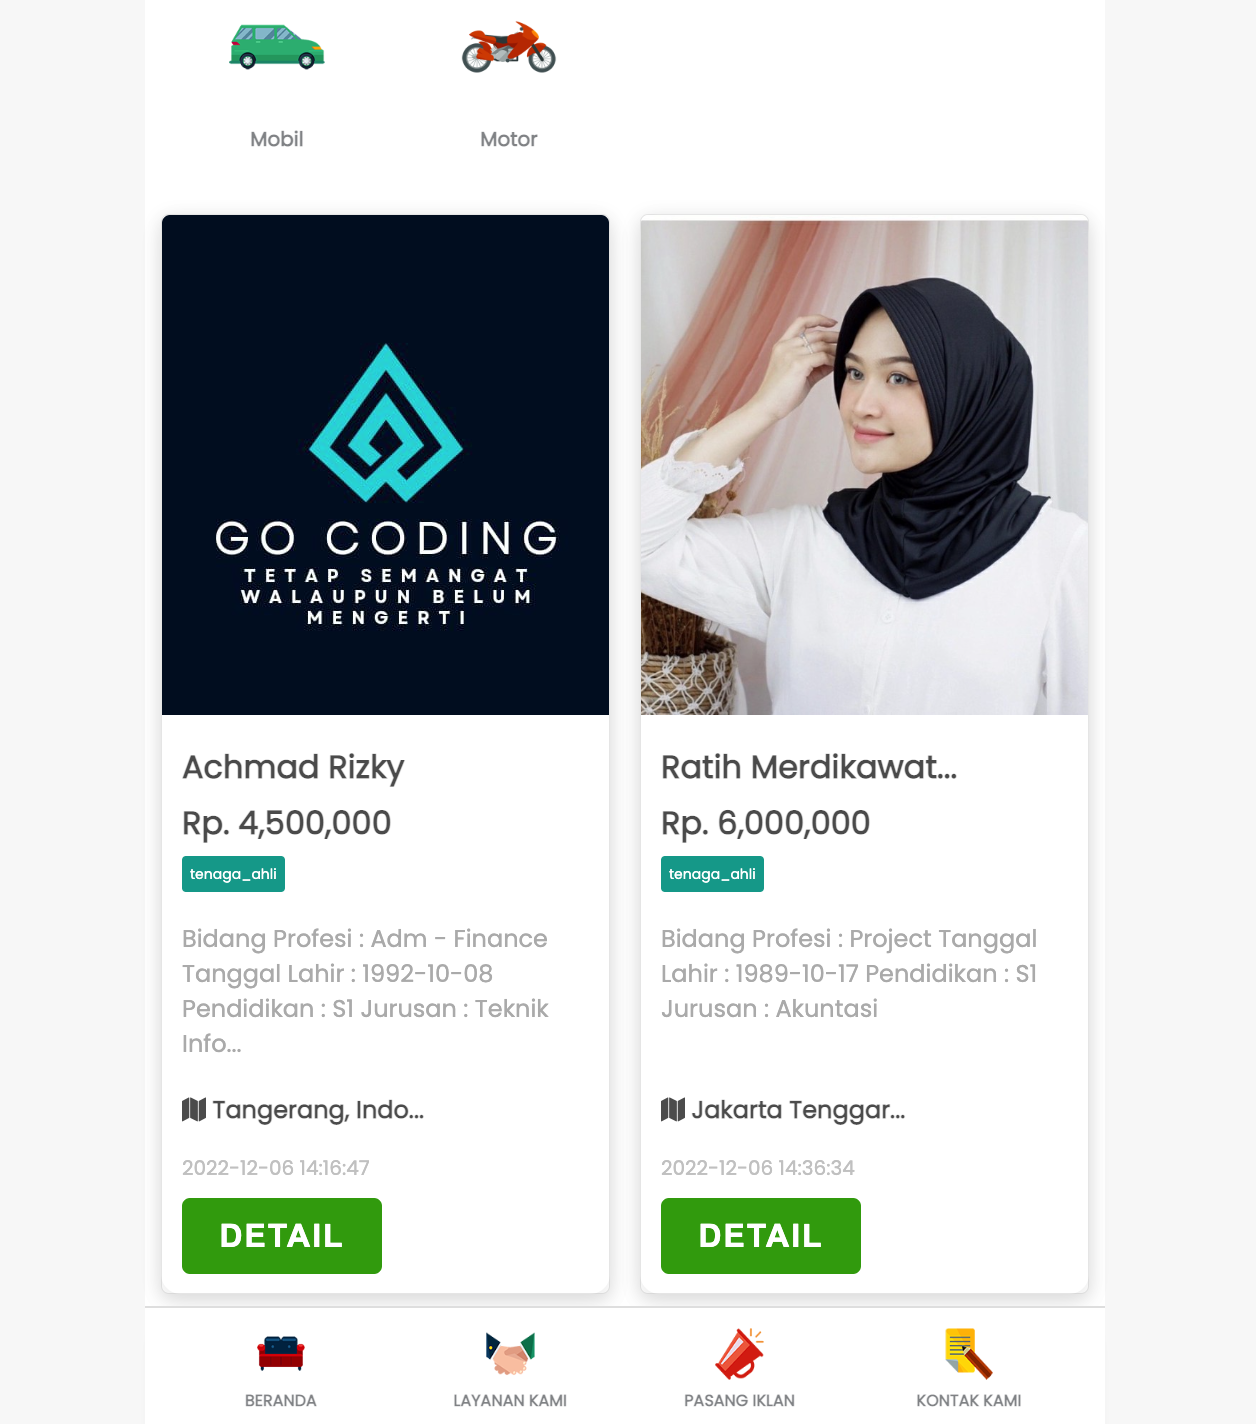 Mobil
Motor
GO CODING
TETAP SEMANGAT
WALAUPUN BELUM
MENGERTI
Achmad Rizky
Rp. 4,500,000
tenaga_ahli
Bidang Profesi : Adm - Finance
Tanggal Lahir : 1992-10-08
Pendidikan : S1 Jurusan : Teknik
Info...
Tangerang, Indo...
2022-12-06 14:16:47
DETAIL
Ratih Merdikawat...
Rp. 6,000,000
tenaga_ahli
Bidang Profesi : Project Tanggal
Lahir : 1989-10-17 Pendidikan : S1
Jurusan : Akuntasi
Jakarta Tenggar...
2022-12-06 14:36:34
DETAIL
BERANDA
LAYANAN KAMI
PASANG IKLAN
KONTAK KAMI